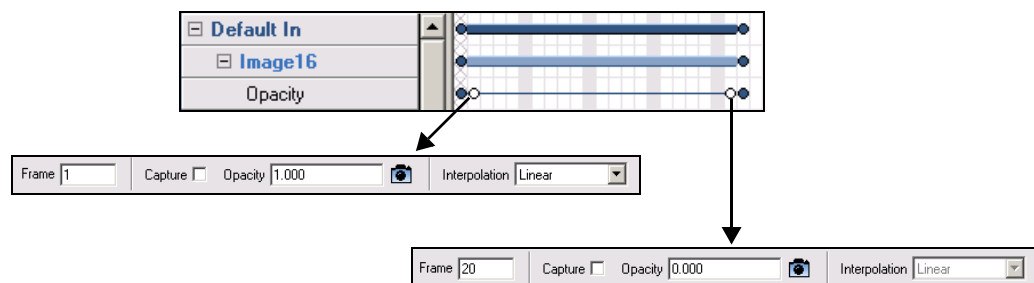 Default In
Image16
Opacity
Frame 1 Capture Opacity 1.000 Interpolation Linear
Frame 20 Capture Opacity 0.000 Interpolation Linear